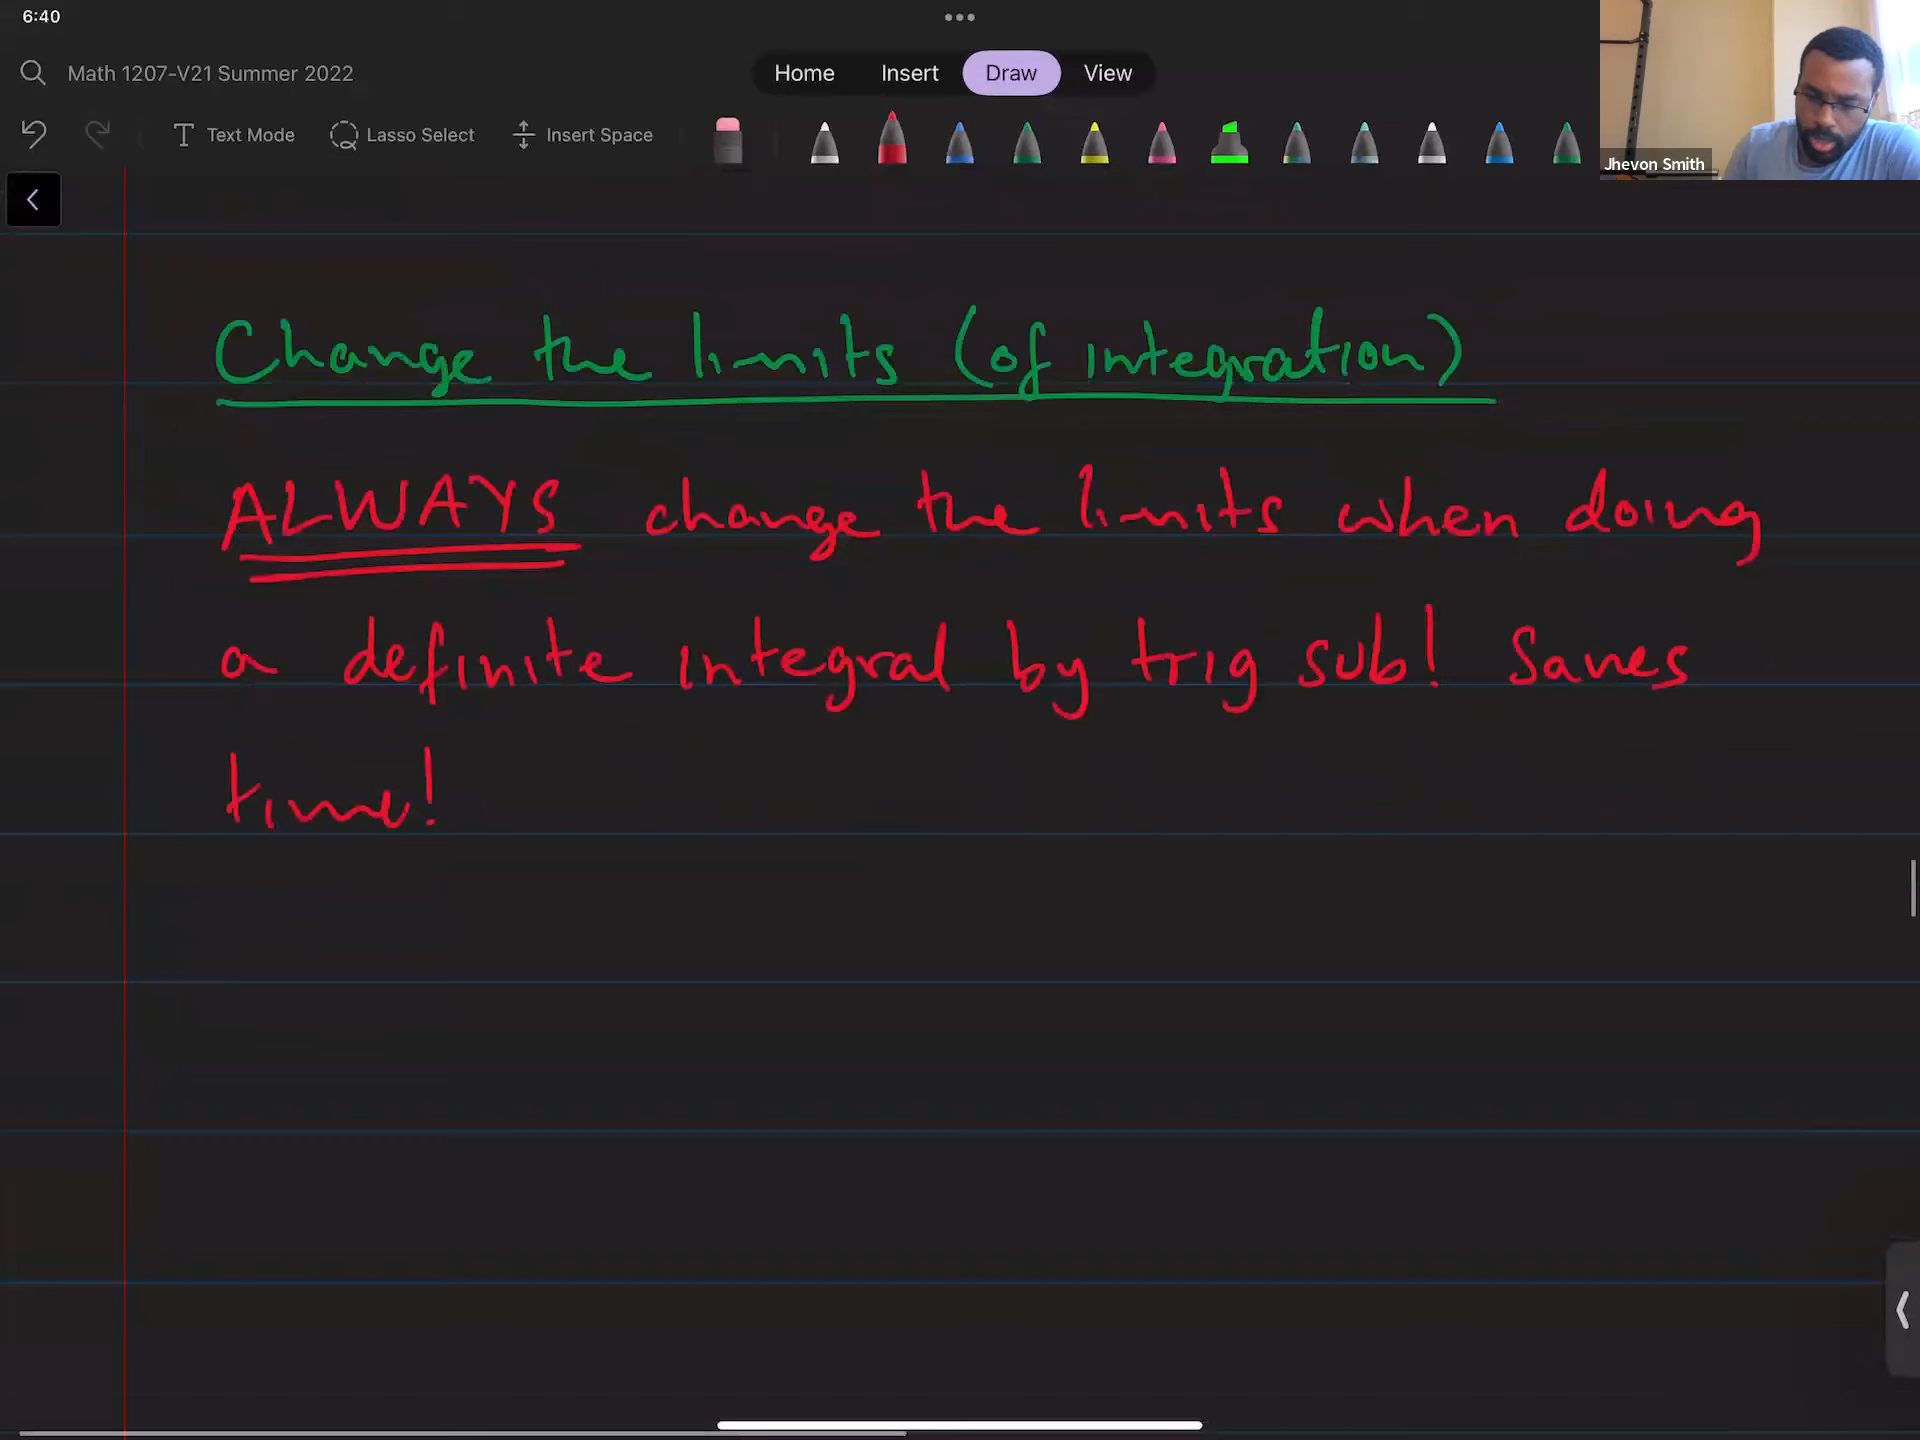 6:40
Math 1207-V21 Summer 2022
Home Insert Draw View
Text Mode Lasso Select Insert Space
Jhevon Smith
Change the limits (of integration)
ALWAYS change the limits when doing
a definite integral by trig sub! Saves
time!